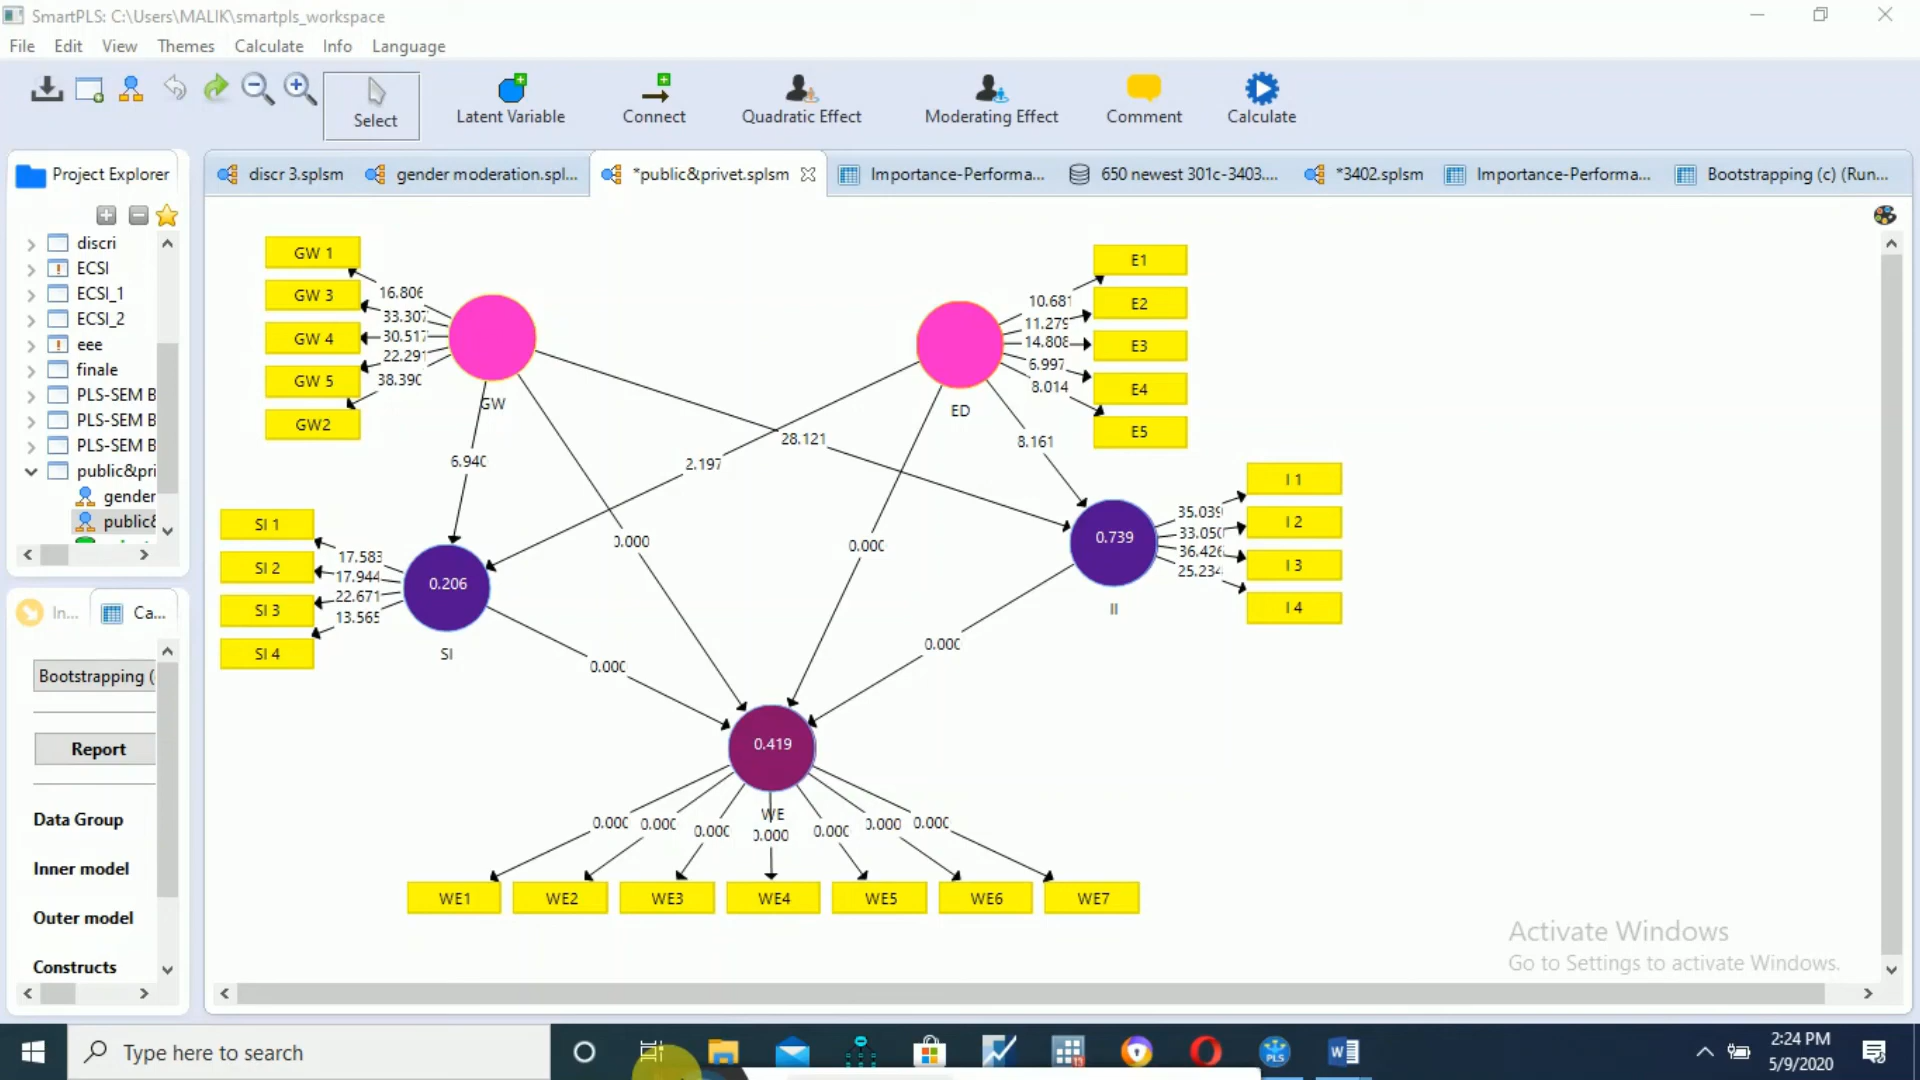 SmartPLS: C:\Users\MALIK\smartpls_workspace
File Edit View Themes Calculate Info Language
Select
Latent Variable
Connect
Quadratic Effect
Moderating Effect
Comment
Calculate
Project Explorer
discr 3.splsm
gender moderation.spl...
*public&privet.splsm
Importance-Performa...
650 newest 301c-3403....
*3402.splsm
Importance-Performa...
Bootstrapping (c) (Run...
discri
ECSI
ECSI_1
ECSI_2
eee
finale
PLS-SEM B
PLS-SEM B
PLS-SEM B
public&pri
gender
public&
In...
Ca...
Bootstrapping (
Report
Data Group
Inner model
Outer model
Constructs
GW 1
GW 3
GW 4
GW 5
GW2
16.806
33.307
30.517
22.291
38.390
GW
E1
E2
E3
E4
E5
10.681
11.279
14.808
6.997
8.014
ED
6.940
2.197
28.121
8.161
0.000
0.000
I 1
I 2
I 3
I 4
35.039
33.050
36.426
25.234
0.739
II
SI 1
SI 2
SI 3
SI 4
17.583
17.944
22.671
13.565
0.206
SI
0.000
0.000
0.419
WE
0.000
0.000
0.000
0.000
0.000
0.000
0.000
WE1
WE2
WE3
WE4
WE5
WE6
WE7
Activate Windows
Go to Settings to activate Windows.
Type here to search
PLS
2:24 PM
5/9/2020